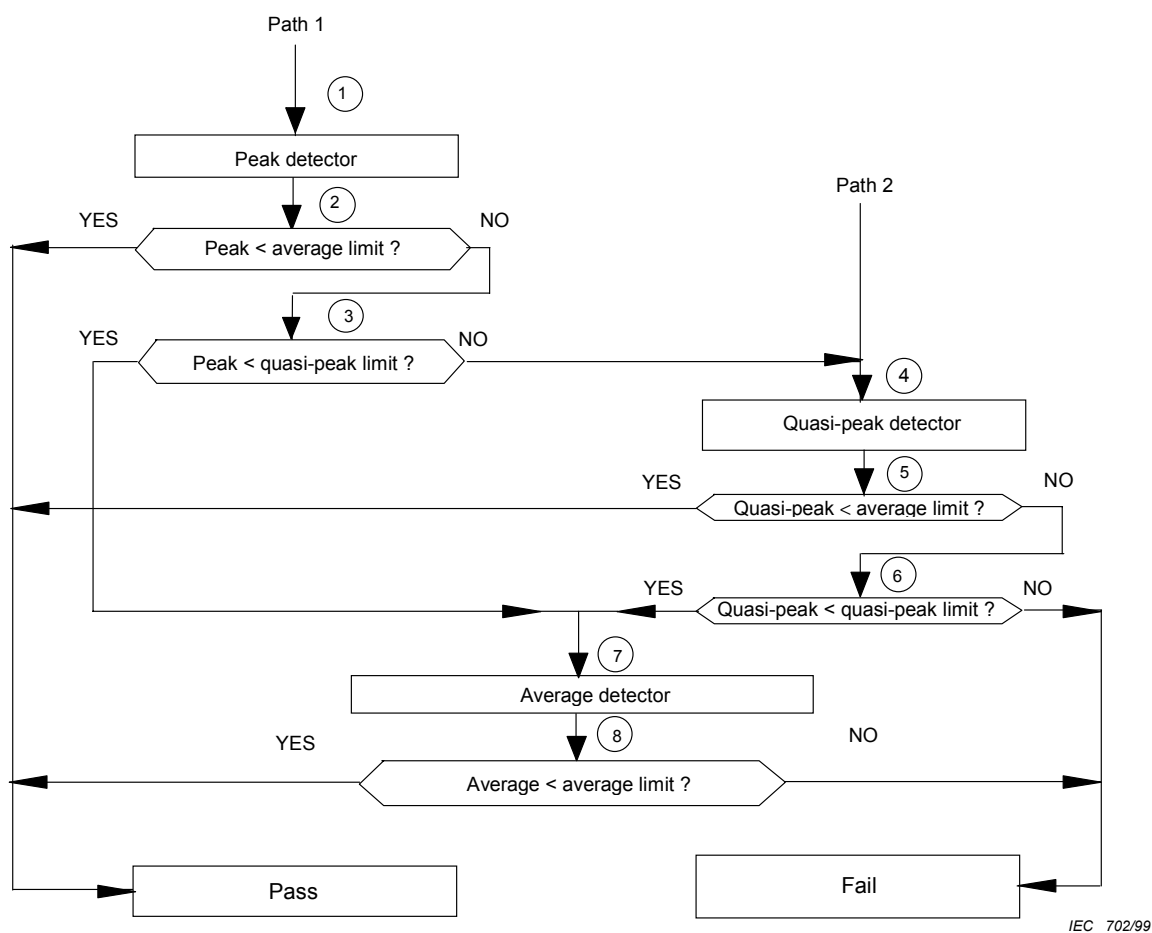 Path 1
1
Peak detector
Path 2
2
YES
NO
Peak < average limit ?
3
YES
NO
Peak < quasi-peak limit ?
4
Quasi-peak detector
5
YES
NO
Quasi-peak < average limit ?
6
YES
NO
Quasi-peak < quasi-peak limit ?
7
Average detector
8
YES
NO
Average < average limit ?
Pass
Fail
IEC 702/99